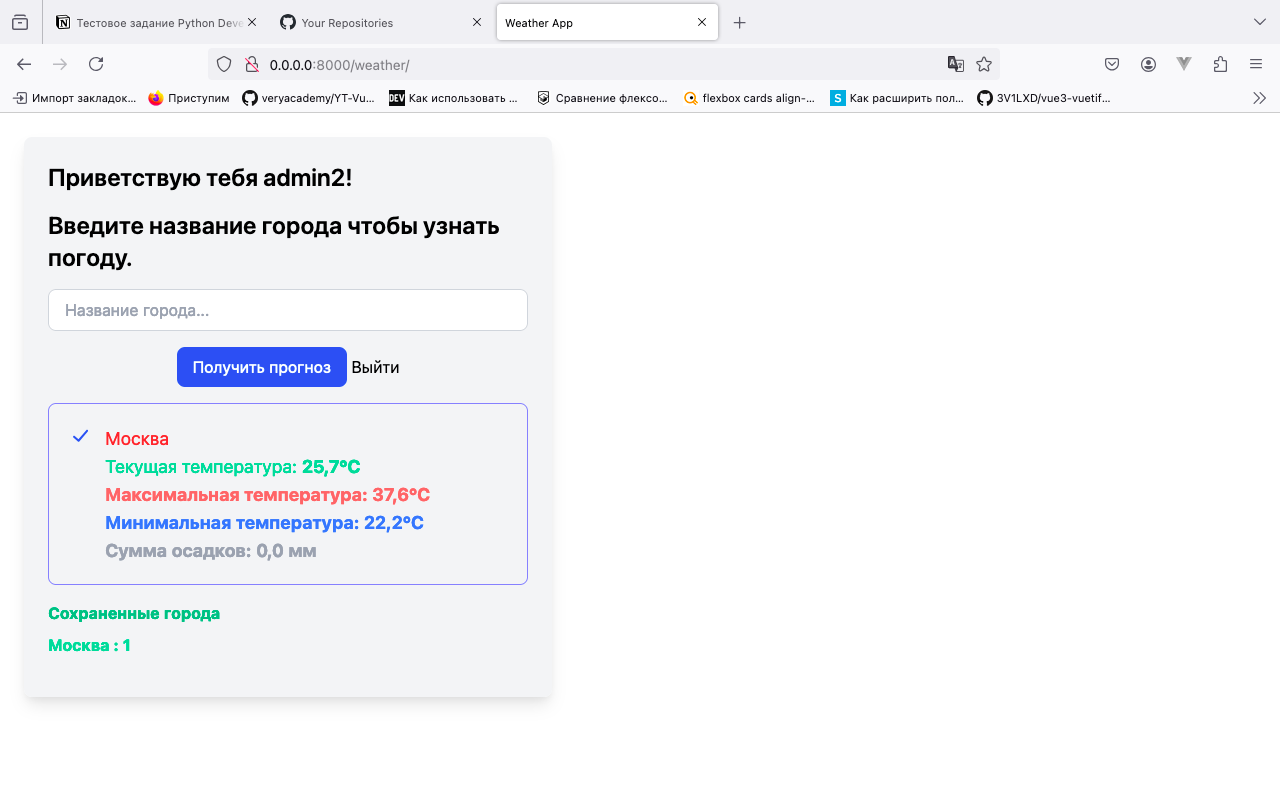 Тестовое задание Python Deve
Your Repositories
Weather App
0.0.0.0:8000/weather/
Импорт закладок...
Приступим
veryacademy/YT-Vu...
DEV
Как использовать ...
Сравнение флексо...
flexbox cards align-...
S
Как расширить пол...
3V1LXD/vue3-vuetif...
Приветствую тебя admin2!
Введите название города чтобы узнать
погоду.
Название города...
Получить прогноз Выйти
Москва
Текущая температура: 25,7°C
Максимальная температура: 37,6°C
Минимальная температура: 22,2°C
Сумма осадков: 0,0 мм
Сохраненные города
Москва : 1